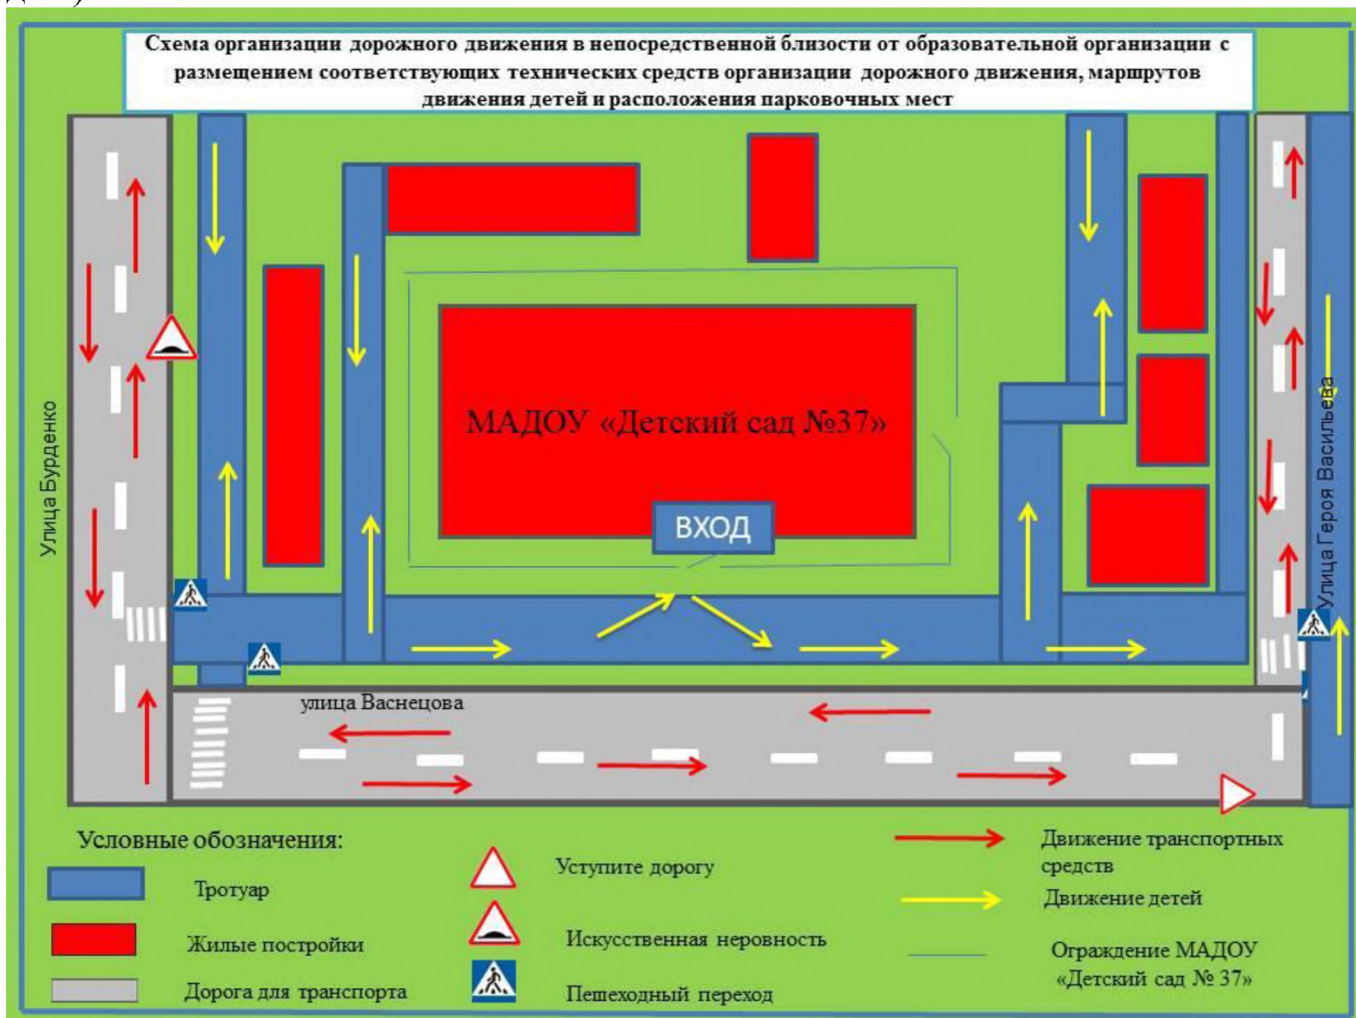 Схема организации дорожного движения в непосредственной близости от образовательной организации с
размещением соответствующих технических средств организации дорожного движения, маршрутов
движения детей и расположения парковочных мест
Улица Бурденко
МАДОУ «Детский сад №37»
ВХОД
Улица Героя Васильева
улица Васнецова
Условные обозначения:
Тротуар
Жилые постройки
Дорога для транспорта
Уступите дорогу
Искусственная неровность
Пешеходный переход
Движение транспортных
средств
Движение детей
Ограждение МАДОУ
«Детский сад № 37»